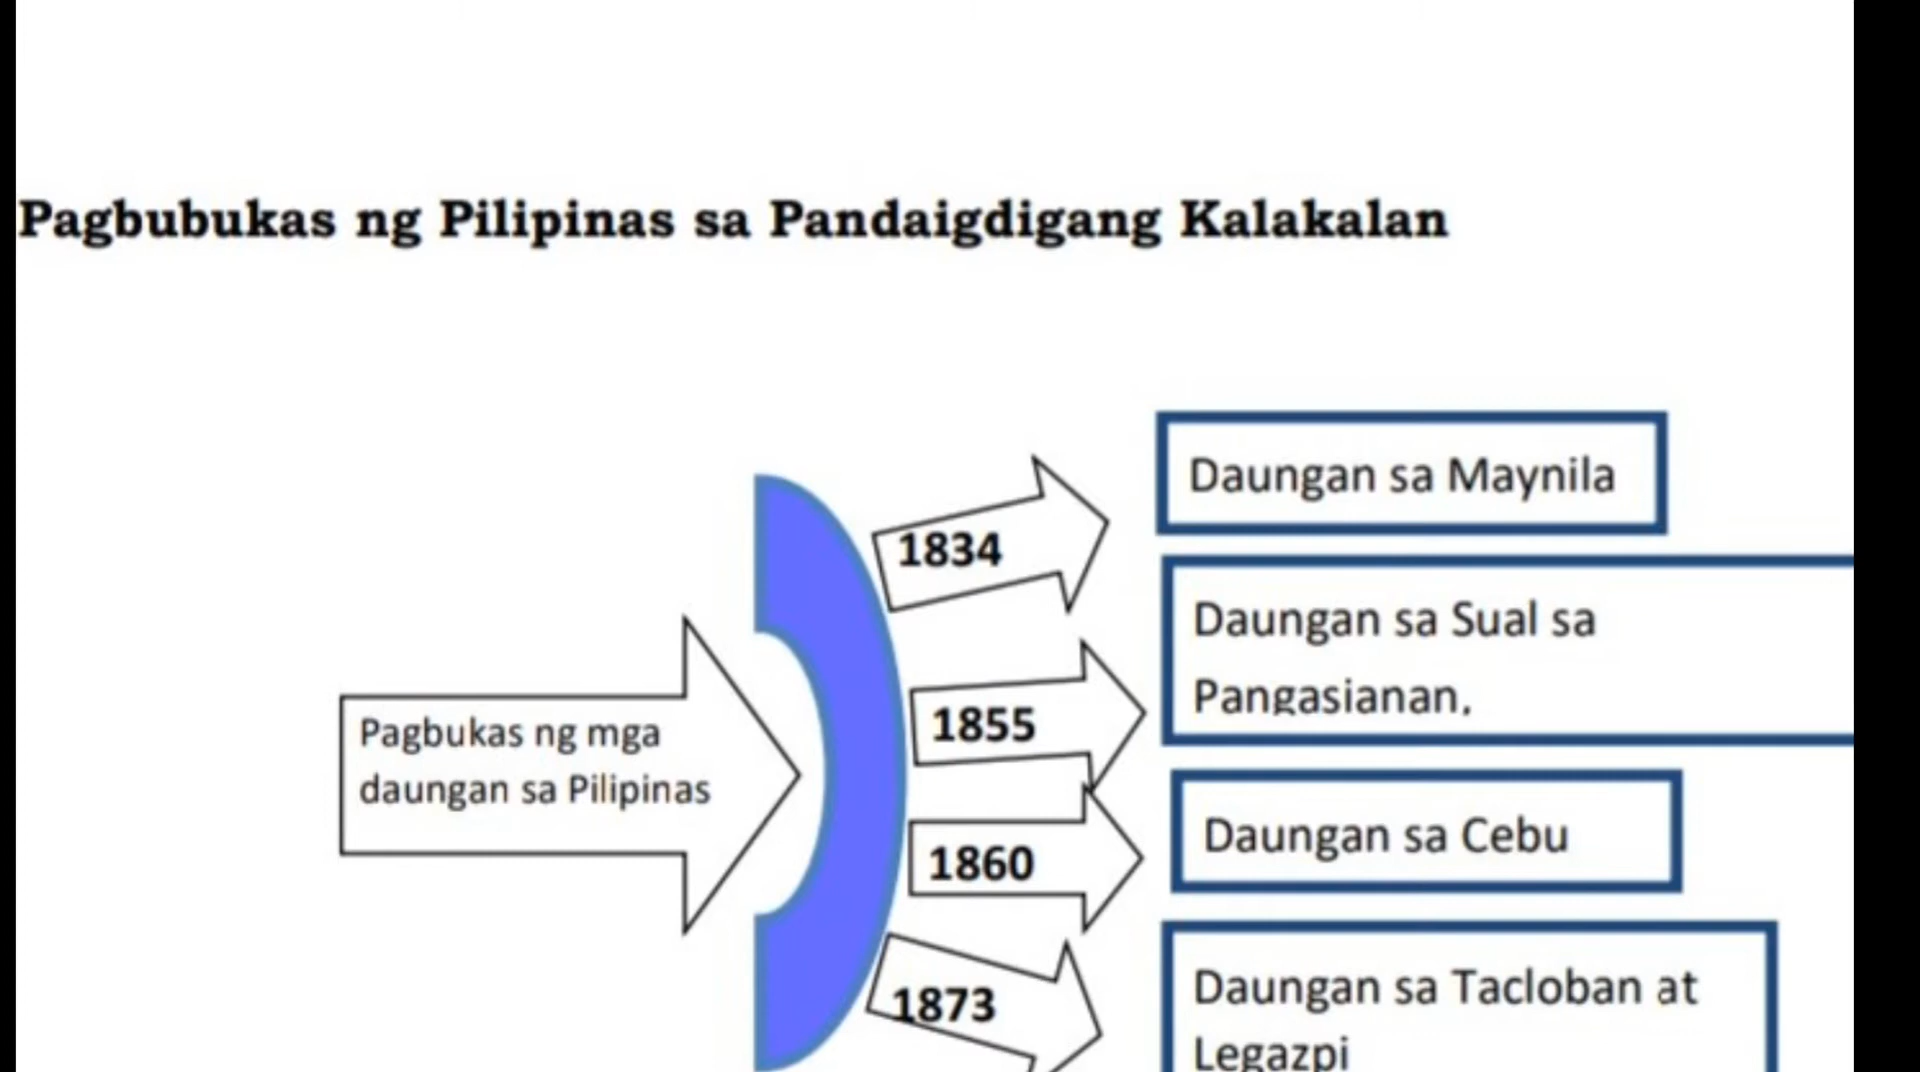 Pagbubukas ng Pilipinas sa Pandaigdigang Kalakalan
Pagbukas ng mga
daungan sa Pilipinas
1834
Daungan sa Maynila
1855
Daungan sa Sual sa
Pangasianan,
1860
Daungan sa Cebu
1873
Daungan sa Tacloban at
Legazpi